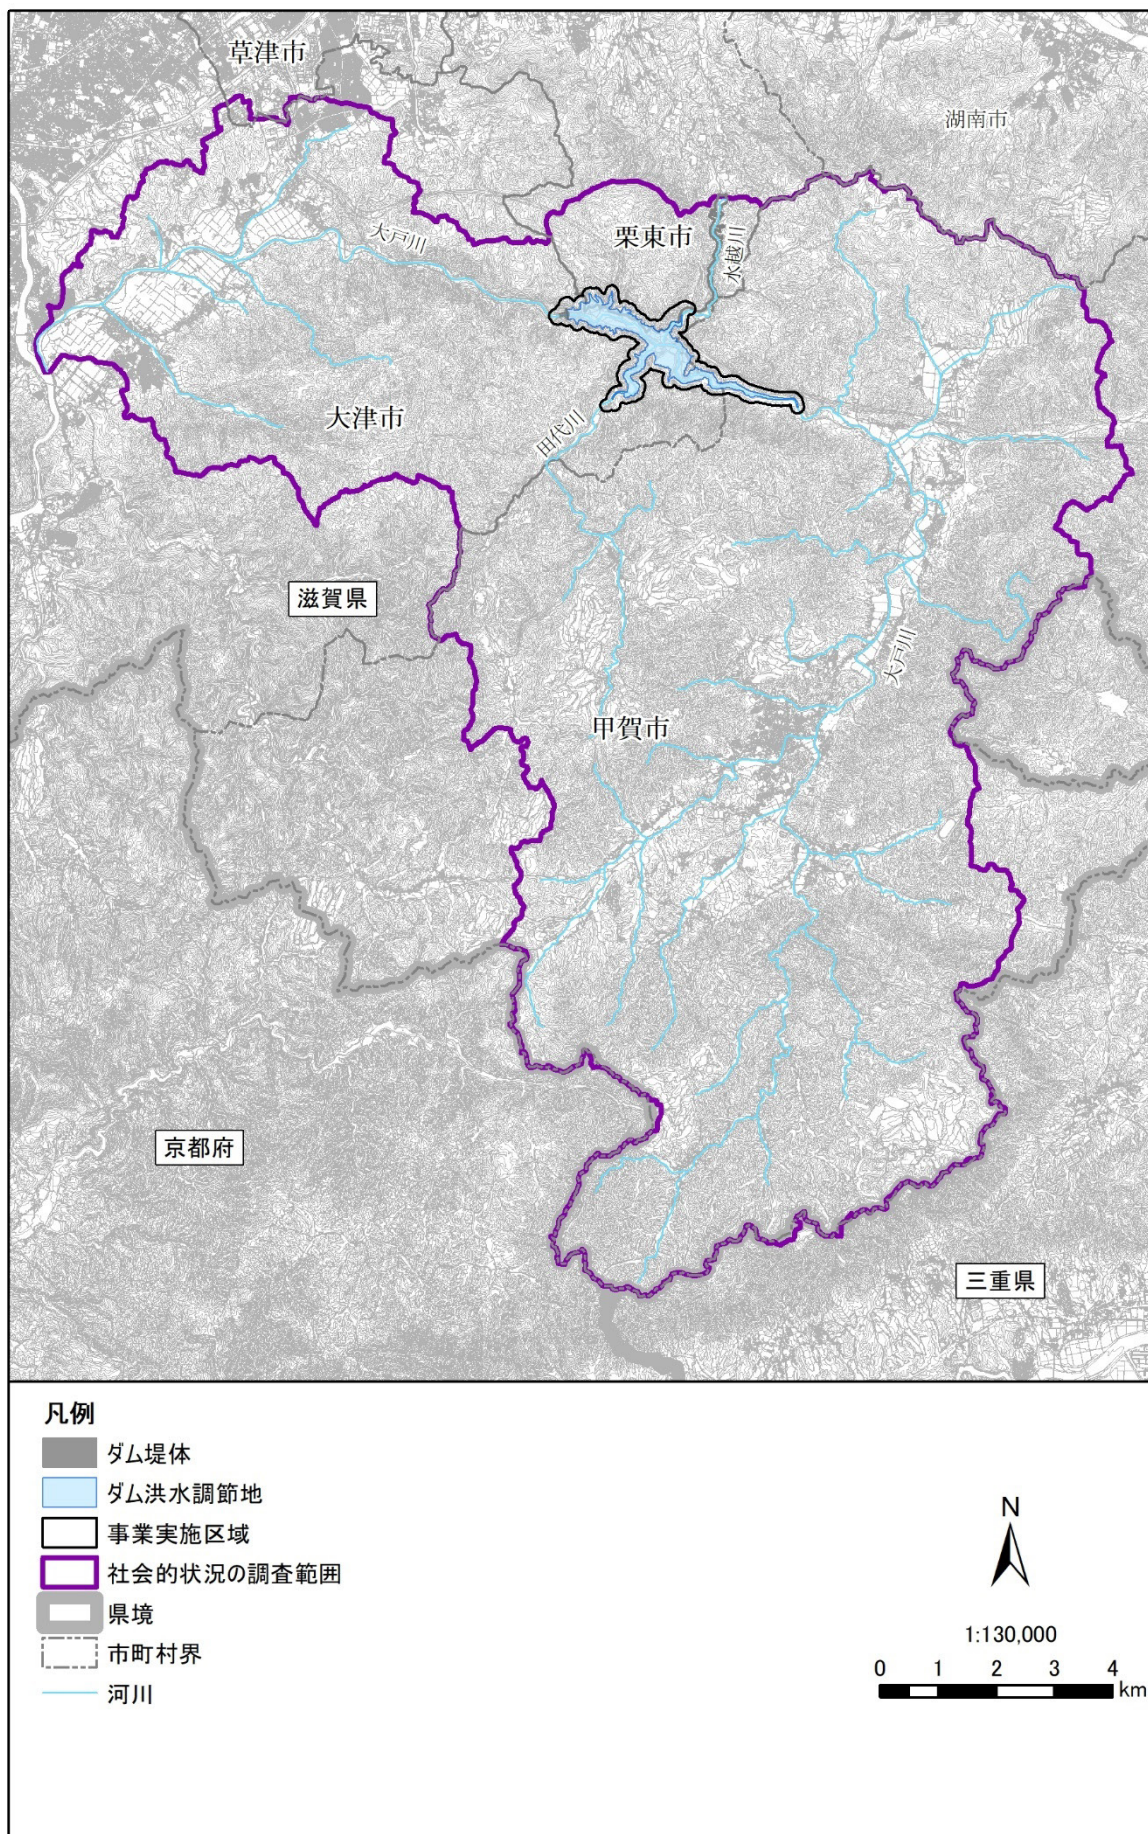 草津市
湖南市
大戸川
栗東市
水越川
大津市
田代川
滋賀県
大戸川
甲賀市
京都府
三重県
凡例
ダム堤体
ダム洪水調節地
事業実施区域
社会的状況の調査範囲
県境
市町村界
河川
N
1:130,000
0 1 2 3 4
km